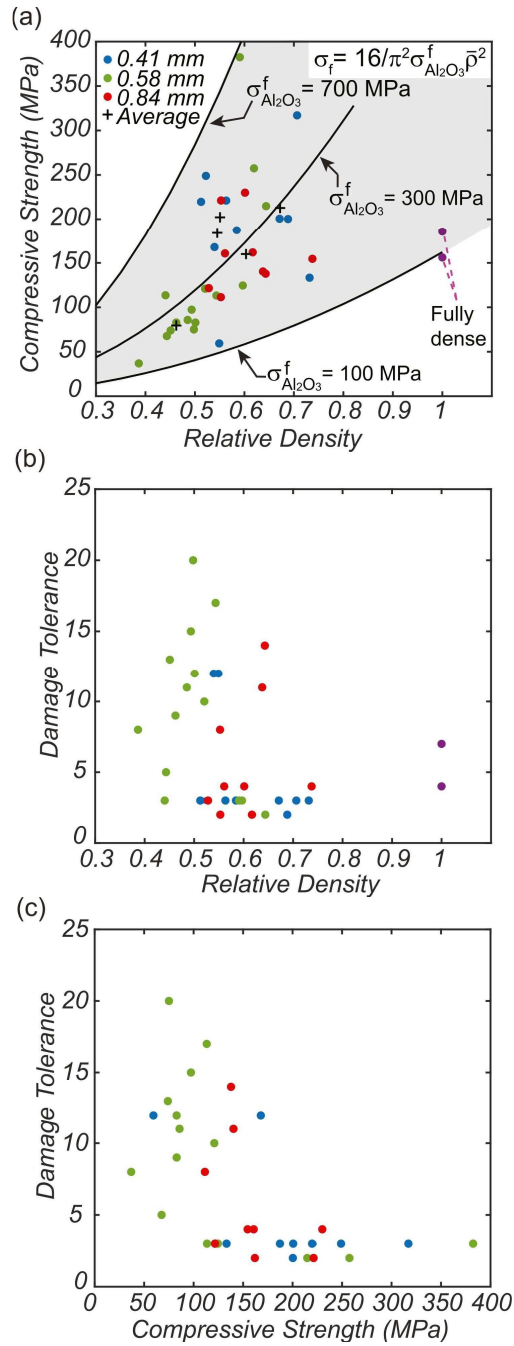 (a)
400
350
300
250
200
150
100
50
0
Compressive Strength (MPa)
0.41 mm
0.58 mm
0.84 mm
+Average
σf = 16/π²σ^f_Al₂O₃ρ̄²
σ^f_Al₂O₃ = 700 MPa
σ̄^f_Al₂O₃ = 300 MPa
σ^f_Al₂O₃ = 100 MPa
Fully
dense
0.3 0.4 0.5 0.6 0.7 0.8 0.9 1
Relative Density
(b)
25
20
15
10
5
0
Damage Tolerance
0.3 0.4 0.5 0.6 0.7 0.8 0.9 1
Relative Density
(c)
25
20
15
10
5
0
Damage Tolerance
0 50 100 150 200 250 300 350 400
Compressive Strength (MPa)